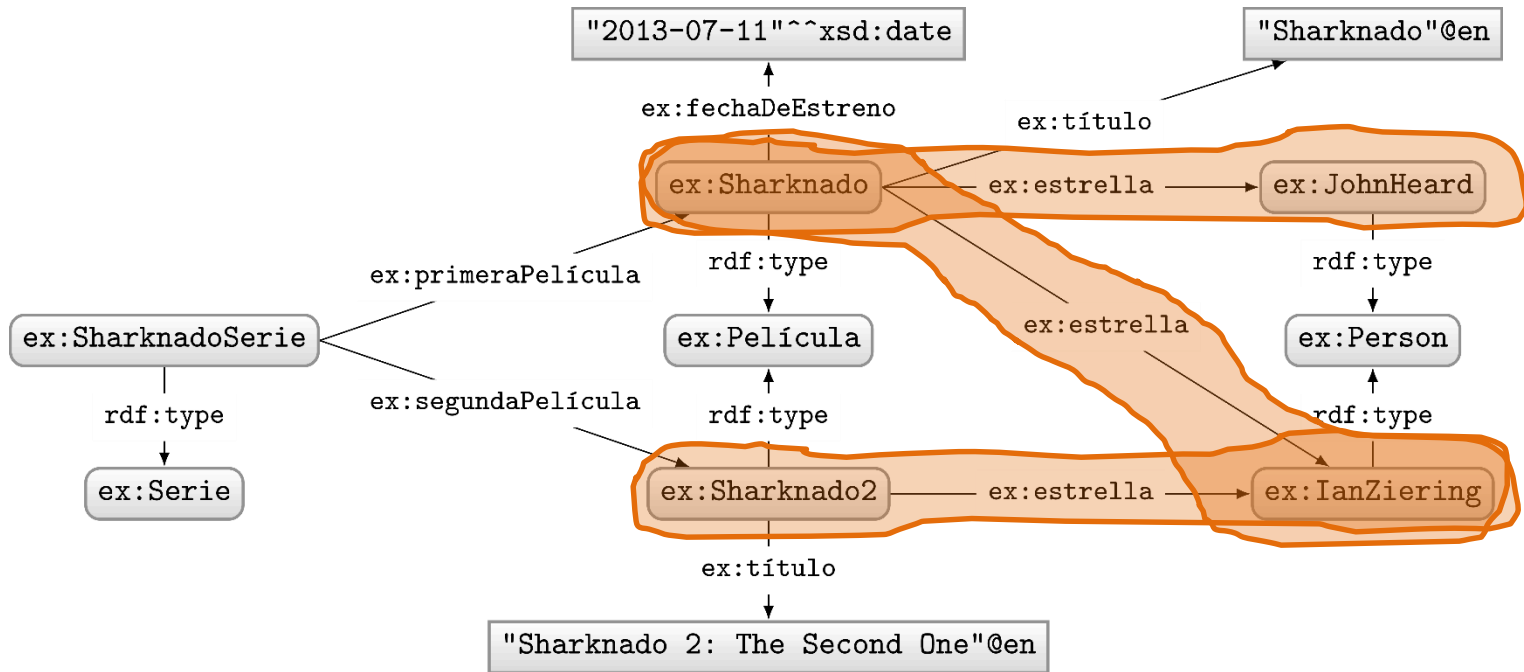 "2013-07-11"^^xsd:date
"Sharknado"@en
ex:fechaDeEstreno
ex:título
ex:Sharknado
ex:estrella
ex:JohnHeard
ex:primeraPelícula
rdf:type
rdf:type
ex:SharknadoSerie
ex:Película
ex:estrella
ex:Person
rdf:type
ex:segundaPelícula
rdf:type
rdf:type
ex:Serie
ex:Sharknado2
ex:estrella
ex:IanZiering
ex:título
"Sharknado 2: The Second One"@en